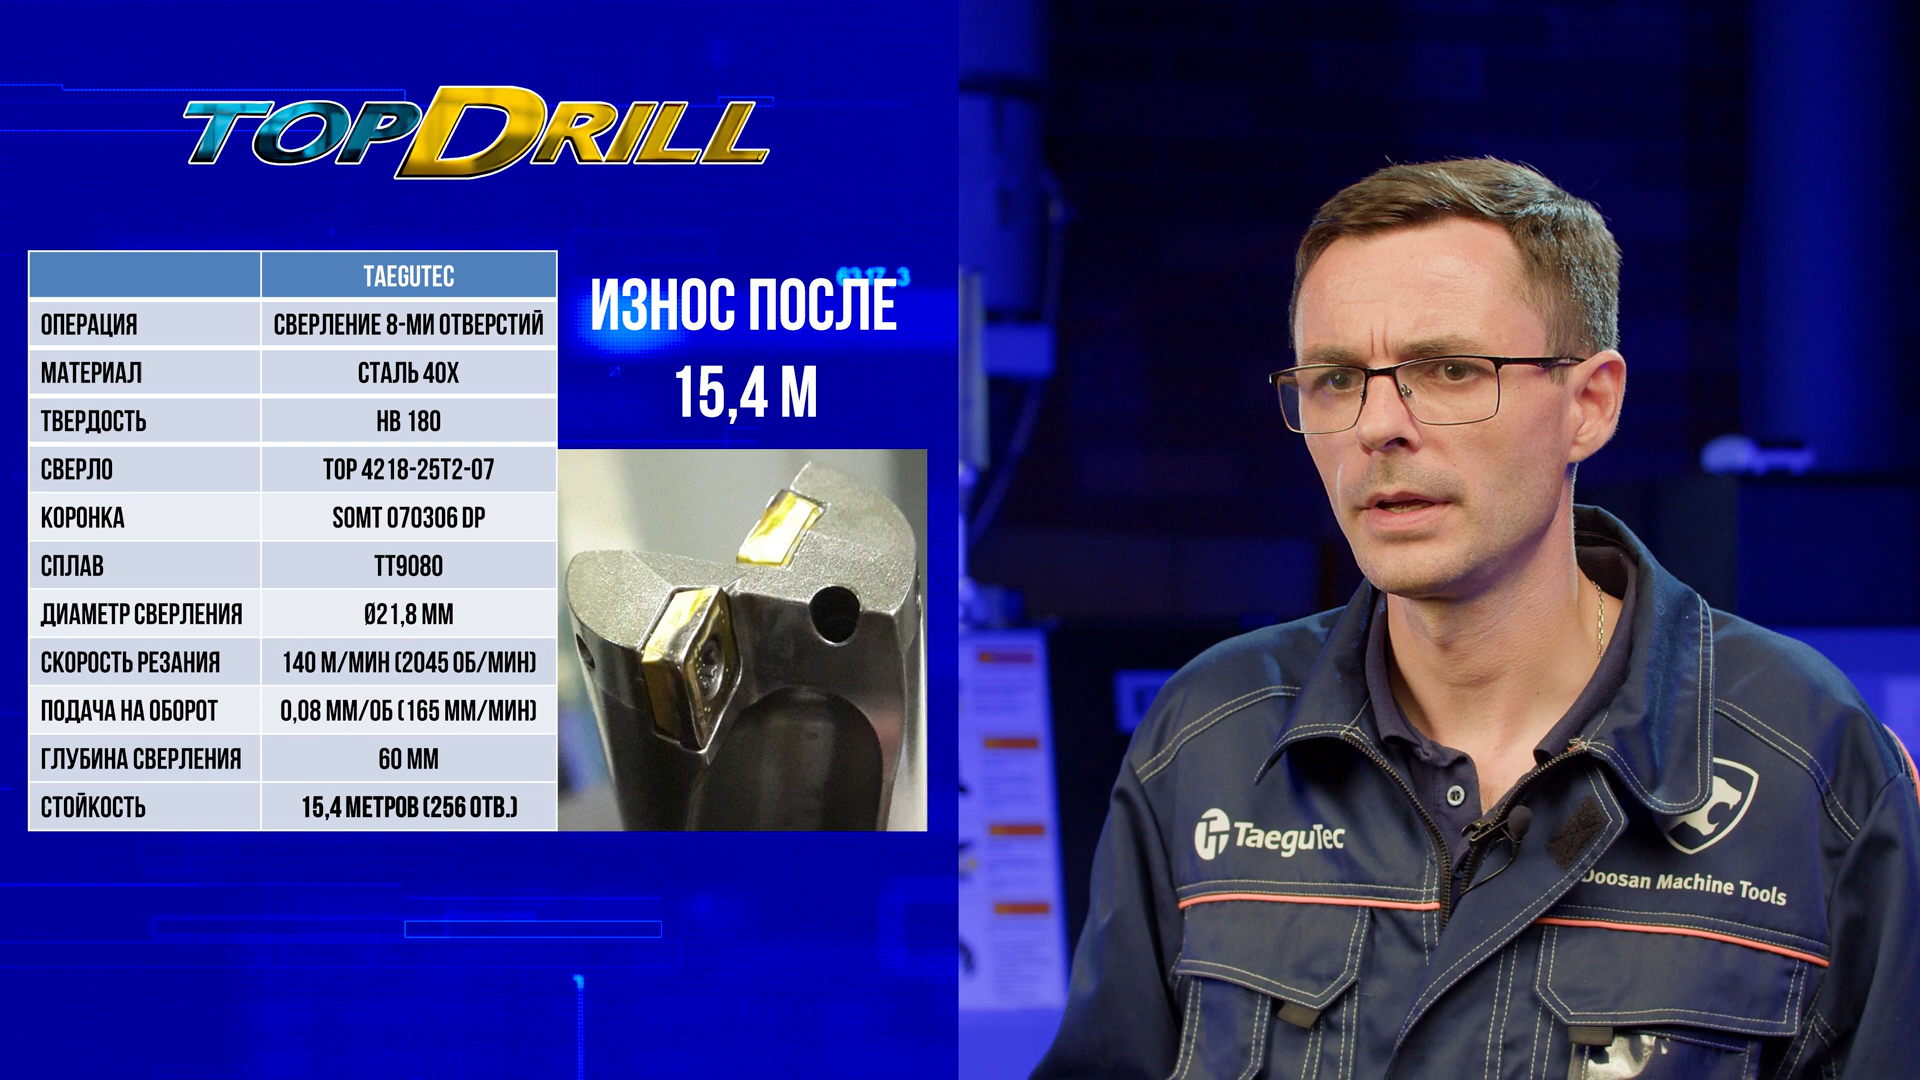 TOPDRILL
TAEGUTEC
ОПЕРАЦИЯ СВЕРЛЕНИЕ 8-МИ ОТВЕРСТИЙ
МАТЕРИАЛ СТАЛЬ 40Х
ТВЕРДОСТЬ HB 180
СВЕРЛО TOP 4218-25T2-07
КОРОНКА SOMT 070306 DP
СПЛАВ TT9080
ДИАМЕТР СВЕРЛЕНИЯ Ø21,8 ММ
СКОРОСТЬ РЕЗАНИЯ 140 М/МИН (2045 ОБ/МИН)
ПОДАЧА НА ОБОРОТ 0,08 ММ/ОБ (165 ММ/МИН)
ГЛУБИНА СВЕРЛЕНИЯ 60 ММ
СТОЙКОСТЬ 15,4 МЕТРОВ (256 ОТВ.)
ИЗНОС ПОСЛЕ
15,4 М
TaeguTec
Doosan Machine Tools